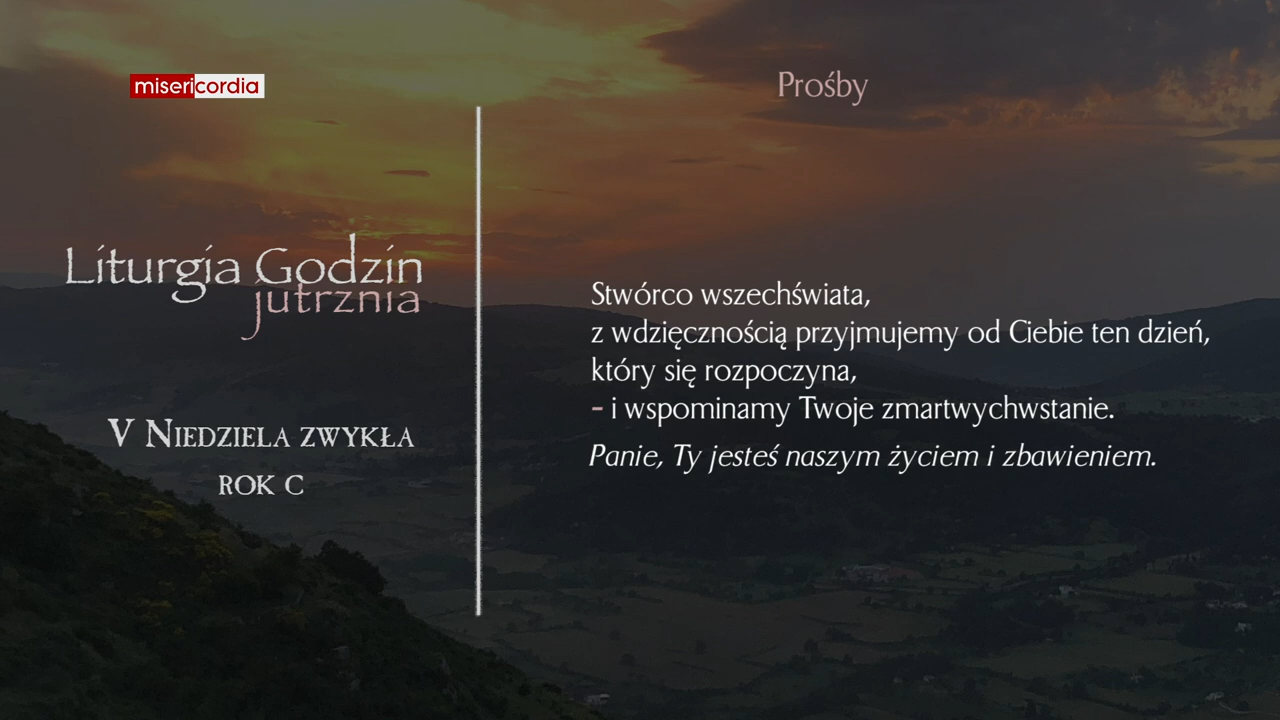 misericordia
Liturgia Godzin
jutrznia
V Niedziela zwykła
rok C
Prośby
Stwórco wszechświata,
z wdzięcznością przyjmujemy od Ciebie ten dzień,
który się rozpoczyna,
- i wspominamy Twoje zmartwychwstanie.
Panie, Ty jesteś naszym życiem i zbawieniem.